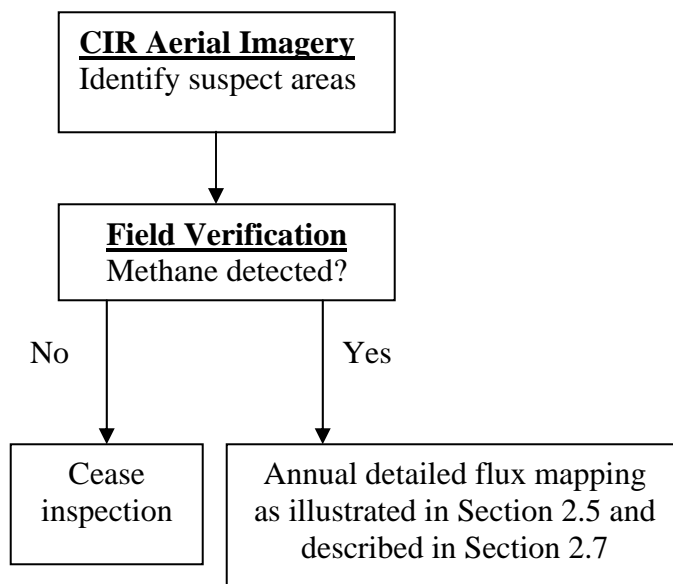 CIR Aerial Imagery
Identify suspect areas
Field Verification
Methane detected?
No
Yes
Cease
inspection
Annual detailed flux mapping
as illustrated in Section 2.5 and
described in Section 2.7